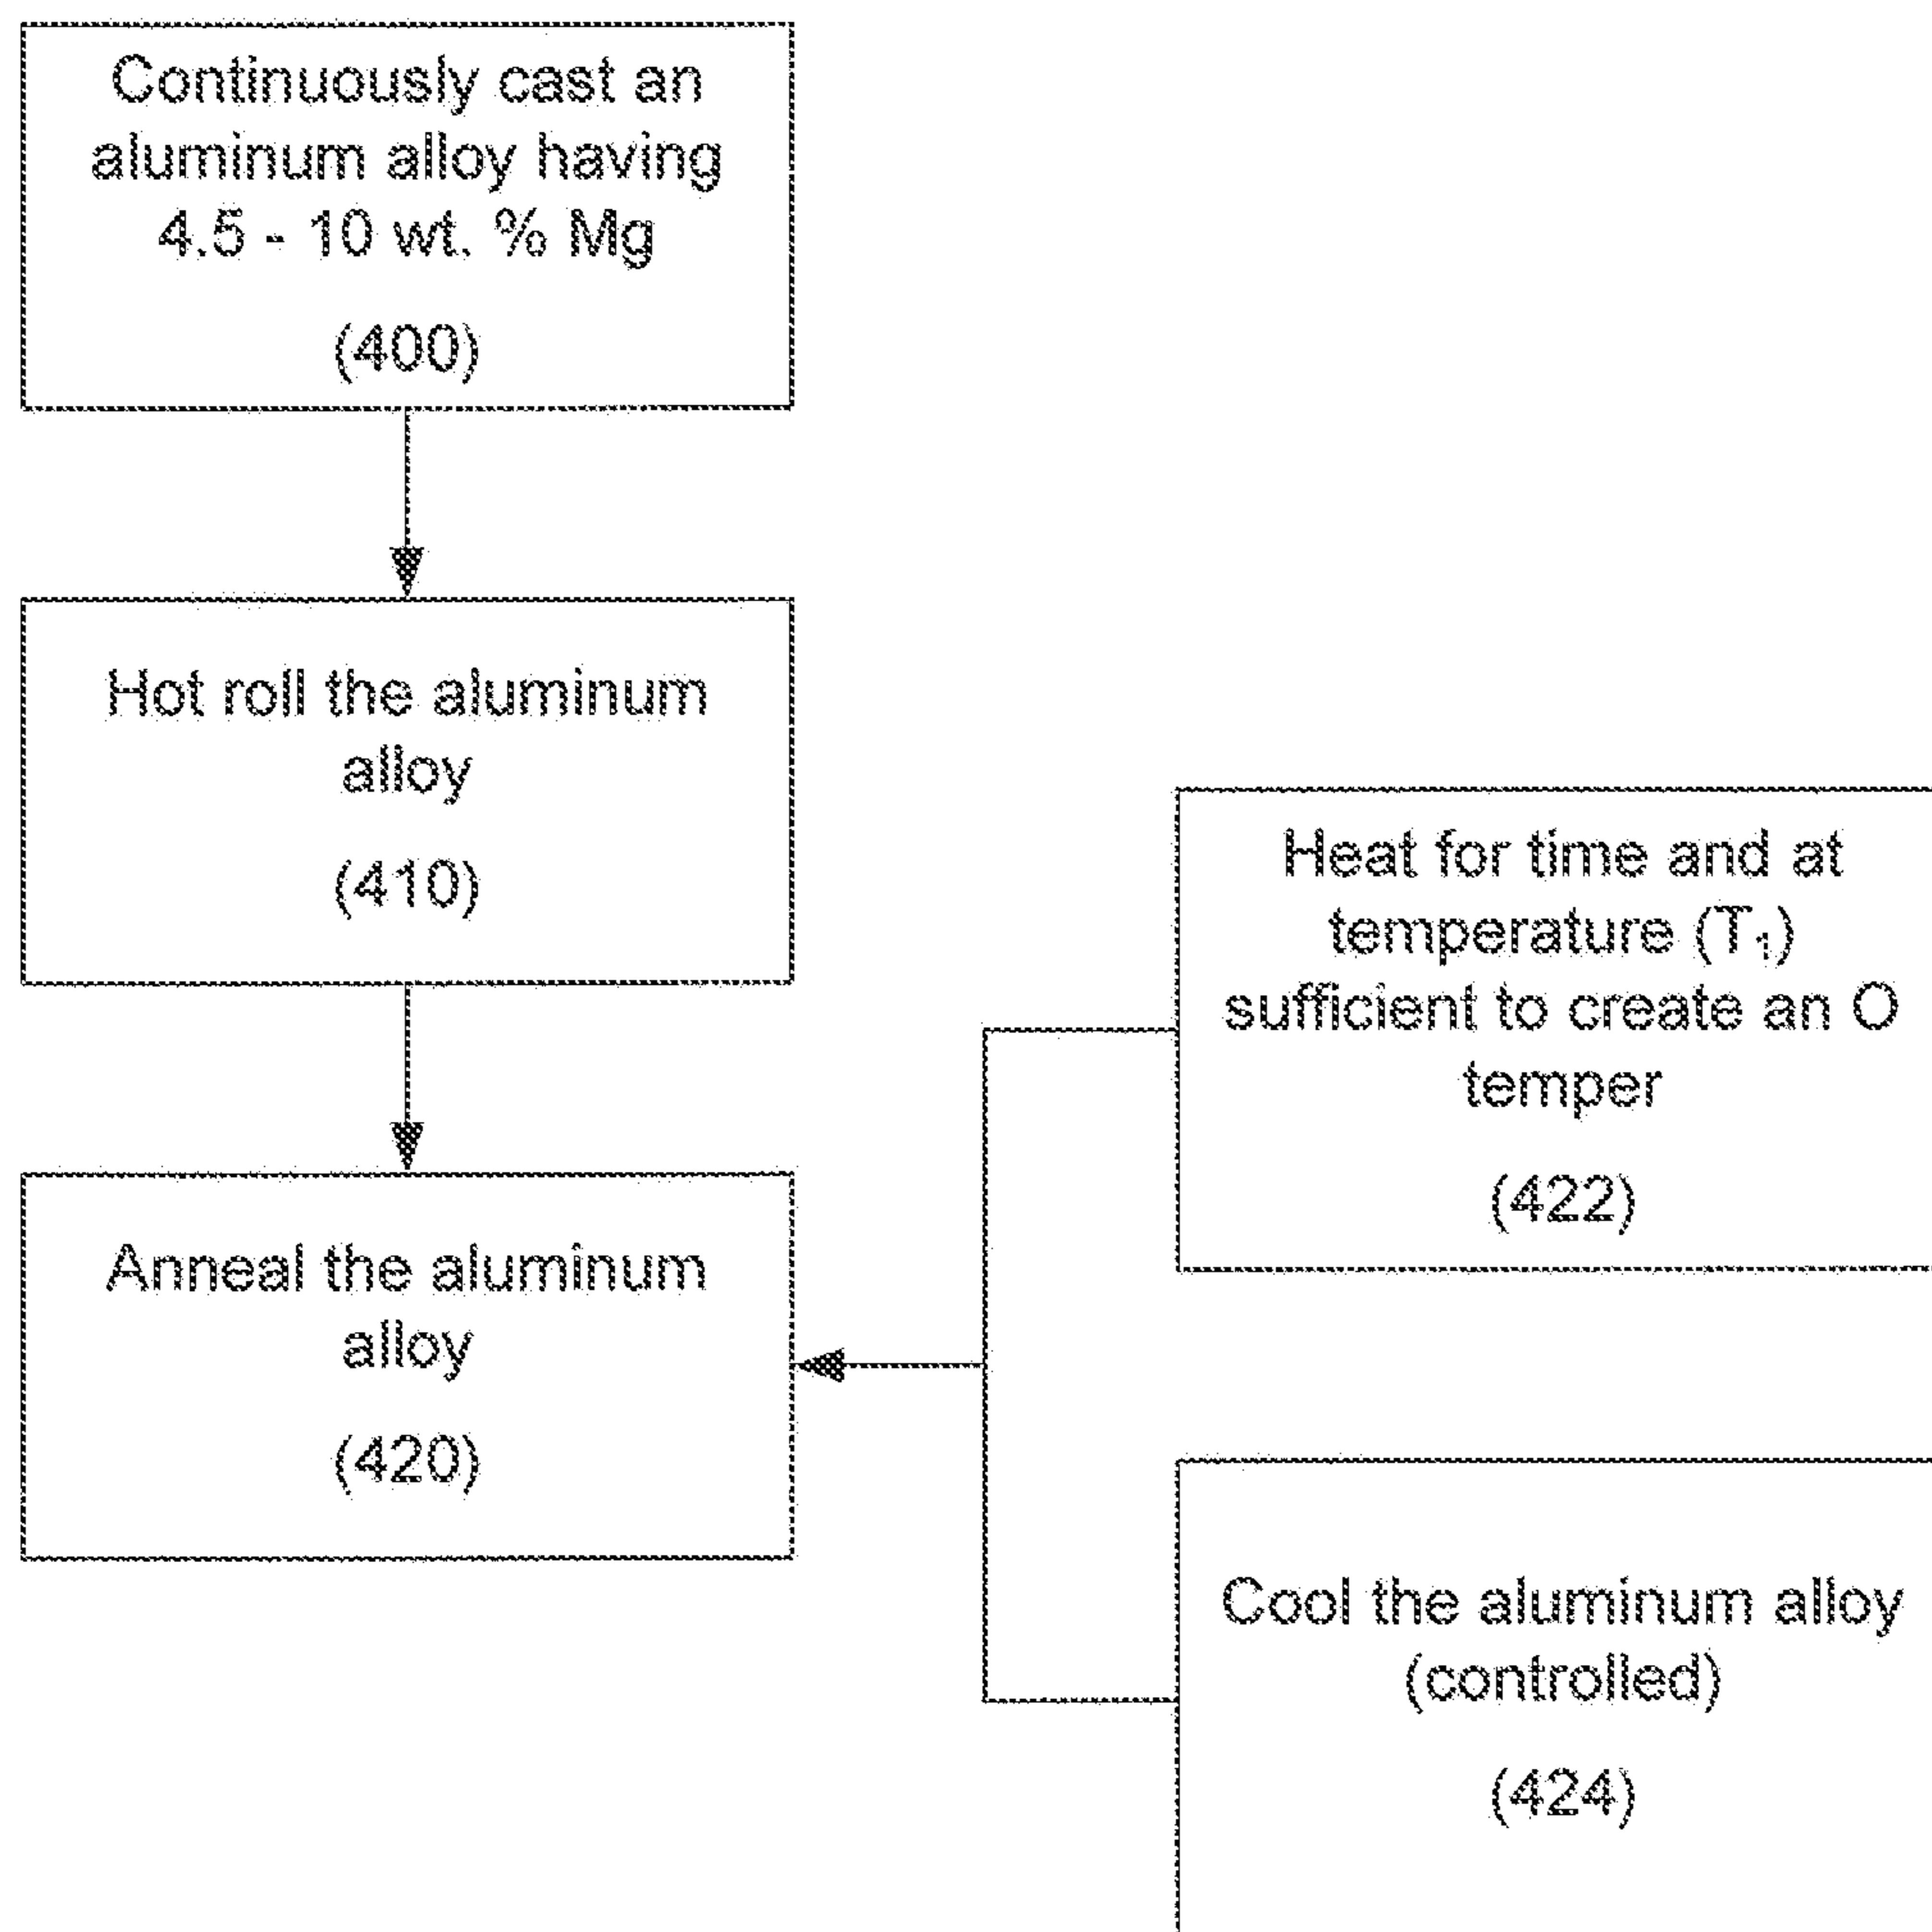 Continuously cast an
aluminum alloy having
4.5 - 10 wt. % Mg
(400)
Hot roll the aluminum
alloy
(410)
Anneal the aluminum
alloy
(420)
Heat for time and at
temperature (T₁)
sufficient to create an O
temper
(422)
Cool the aluminum alloy
(controlled)
(424)